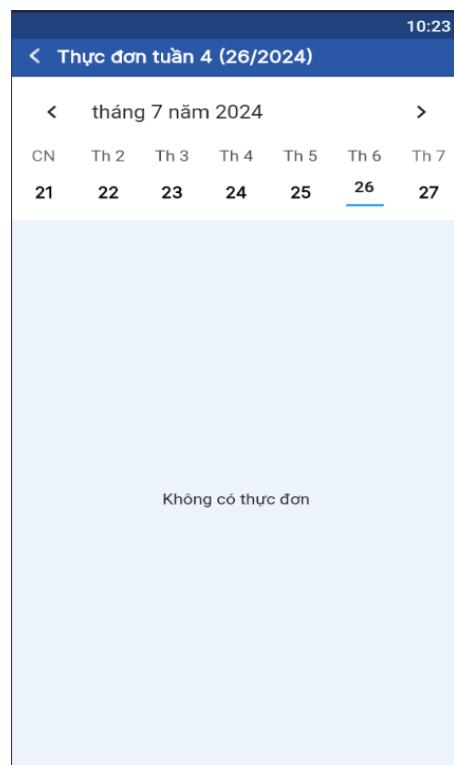 10:23
Thực đơn tuần 4 (26/2024)
tháng 7 năm 2024
CN Th 2 Th 3 Th 4 Th 5 Th 6 Th 7
21 22 23 24 25 26 27
Không có thực đơn